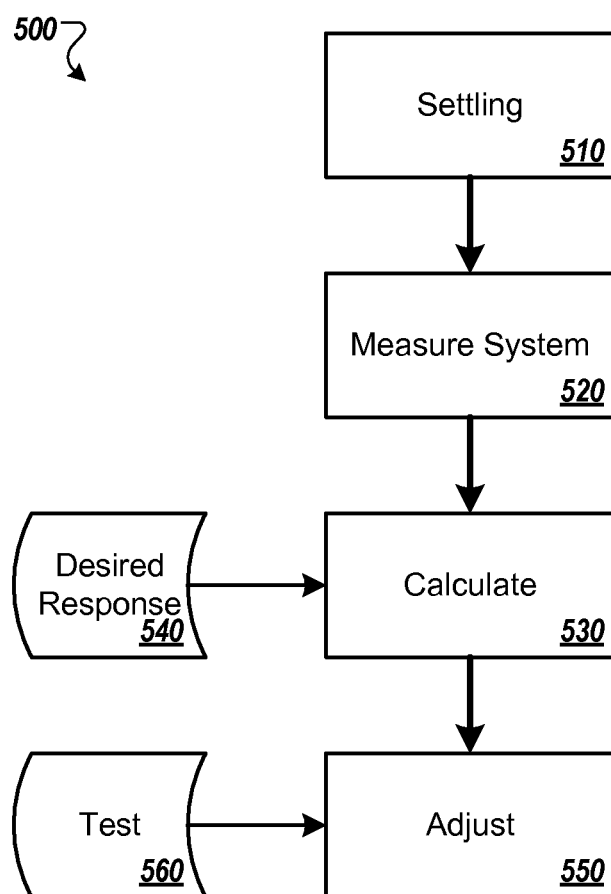 500
Settling
510
Measure System
520
Desired
Response
540
Calculate
530
Test
560
Adjust
550